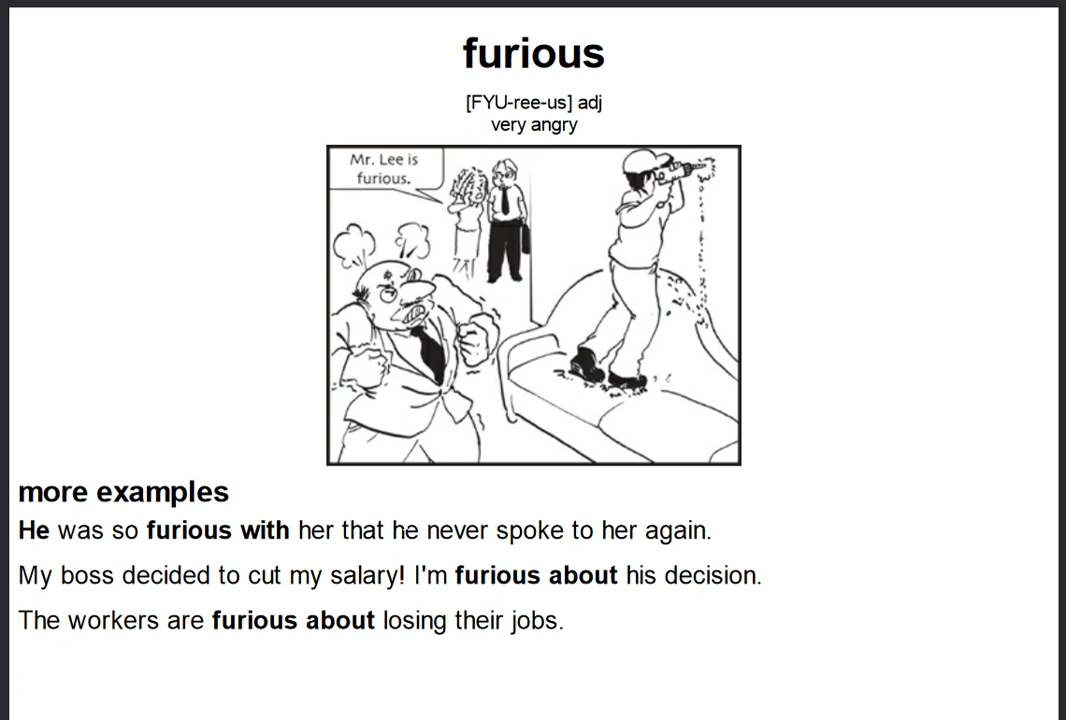 furious
[FYU-ree-us] adj
very angry
Mr. Lee is
furious.
more examples
He was so furious with her that he never spoke to her again.
My boss decided to cut my salary! I'm furious about his decision.
The workers are furious about losing their jobs.